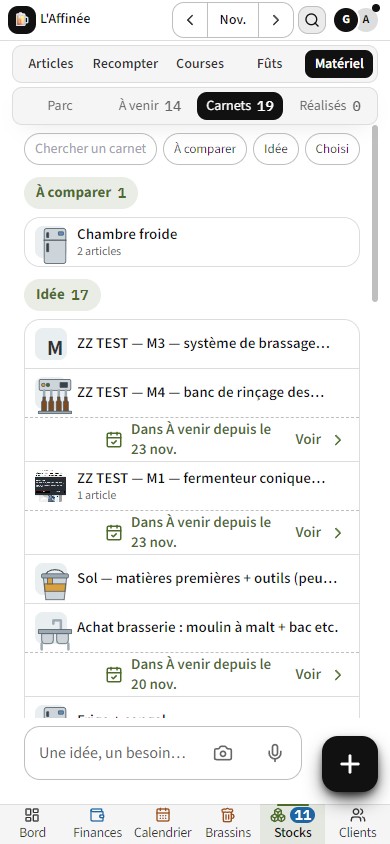 L'Affinée
Nov.
G
A
Articles
Recompter
Courses
Fûts
Matériel
Parc
À venir 14
Carnets 19
Réalisés 0
Chercher un carnet
À comparer
Idée
Choisi
À comparer 1
Chambre froide
2 articles
Idée 17
M
ZZ TEST — M3 — système de brassage…
ZZ TEST — M4 — banc de rinçage des…
Dans À venir depuis le
23 nov.
Voir
ZZ TEST — M1 — fermenteur conique…
1 article
Dans À venir depuis le
23 nov.
Voir
Sol — matières premières + outils (peu…
Achat brasserie : moulin à malt + bac etc.
Dans À venir depuis le
20 nov.
Voir
Une idée, un besoin…
Bord
Finances
Calendrier
Brassins
11
Stocks
Clients